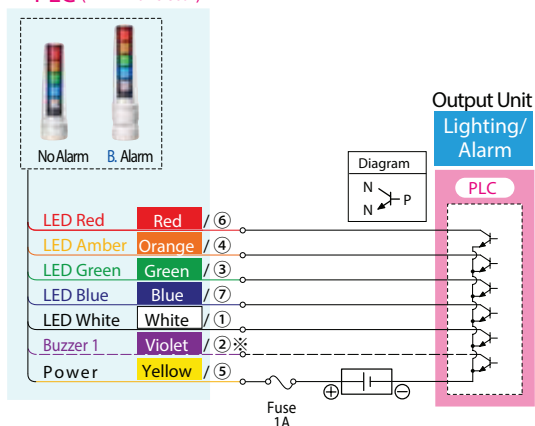 PLC
No Alarm B. Alarm
Output Unit
Lighting/
Alarm
PLC
Diagram
N
P
N
LED Red Red /⑥
LED Amber Orange /④
LED Green Green /③
LED Blue Blue /⑦
LED White White /①
Buzzer 1 Violet /②※
Power Yellow /⑤
⊕ ⊖
Fuse
1A